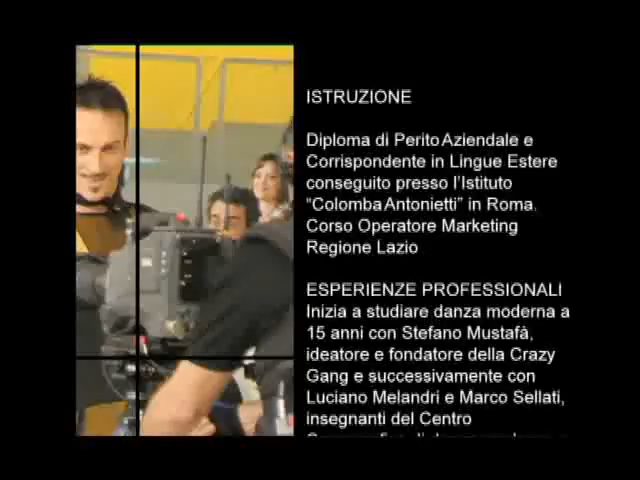 ISTRUZIONE
Diploma di Perito Aziendale e
Corrispondente in Lingue Estere
conseguito presso l'Istituto
"Colomba Antonietti" in Roma.
Corso Operatore Marketing
Regione Lazio
ESPERIENZE PROFESSIONALI
Inizia a studiare danza moderna a
15 anni con Stefano Mustafà,
ideatore e fondatore della Crazy
Gang e successivamente con
Luciano Melandri e Marco Sellati,
insegnanti del Centro